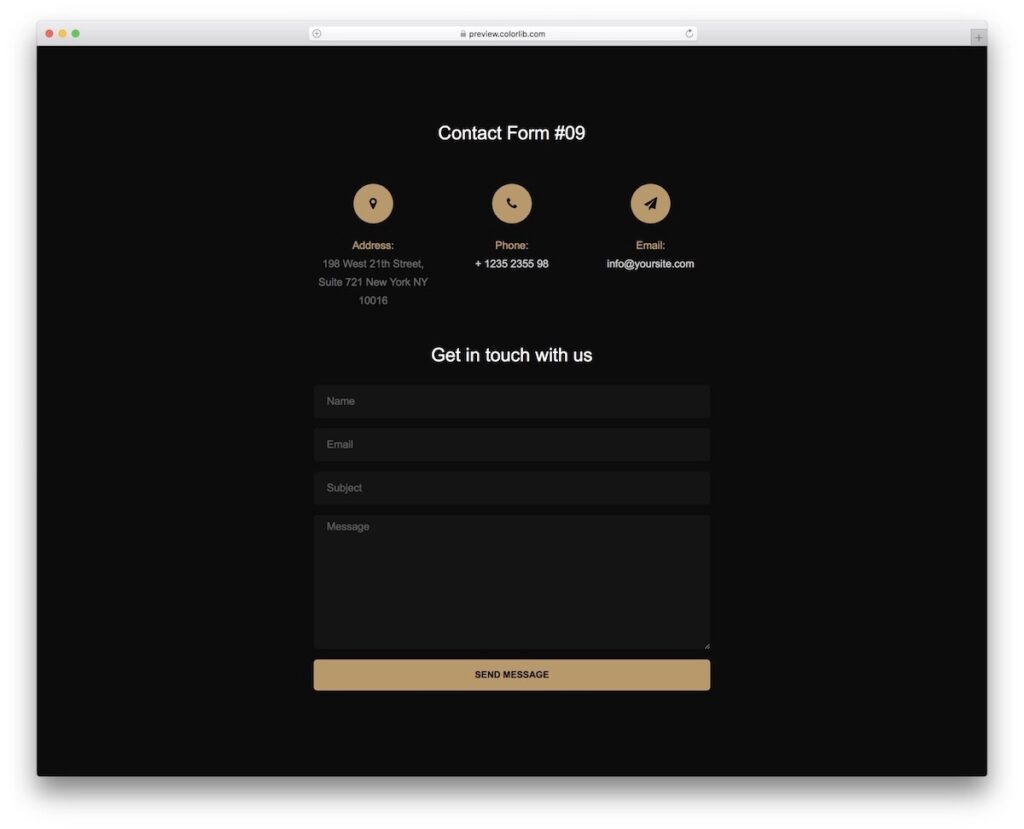 preview.colorlib.com
Contact Form #09
Address:
198 West 21th Street,
Suite 721 New York NY
10016
Phone:
+ 1235 2355 98
Email:
info@yoursite.com
Get in touch with us
Name
Email
Subject
Message
SEND MESSAGE